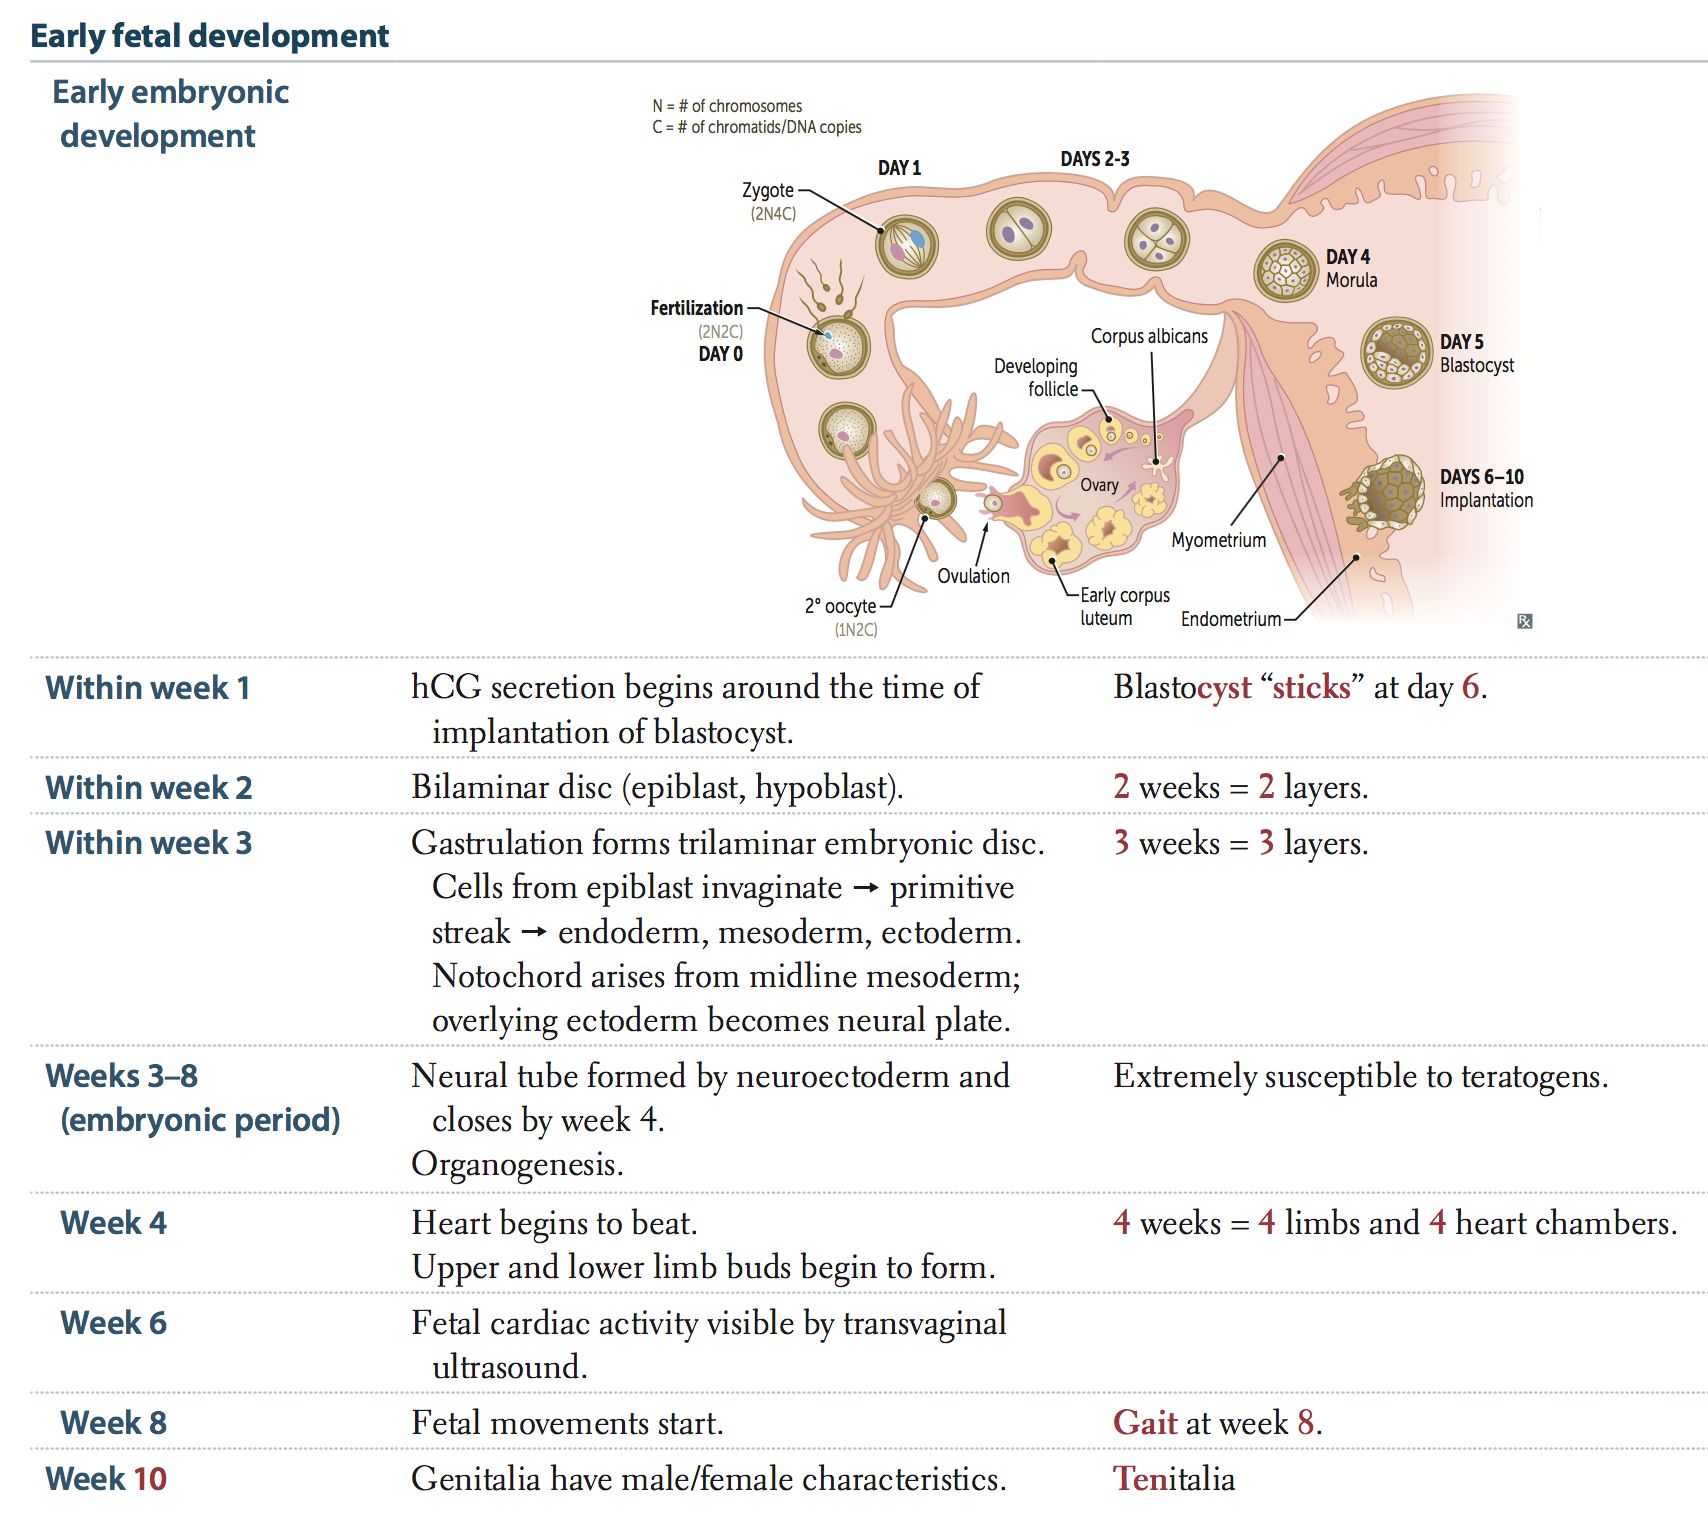 Early fetal development
Early embryonic
development
N = # of chromosomes
C = # of chromatids/DNA copies
DAY 1
DAYS 2-3
Zygote
(2N4C)
DAY 4
Morula
Fertilization
(2N2C)
DAY 0
Corpus albicans
DAY 5
Blastocyst
Developing
follicle
Ovary
DAYS 6–10
Implantation
Myometrium
Ovulation
Early corpus
luteum
2° oocyte
(1N2C)
Endometrium
Rx
Within week 1
hCG secretion begins around the time of
implantation of blastocyst.
Blastocyst “sticks” at day 6.
Within week 2
Bilaminar disc (epiblast, hypoblast).
2 weeks = 2 layers.
Within week 3
Gastrulation forms trilaminar embryonic disc.
Cells from epiblast invaginate → primitive
streak → endoderm, mesoderm, ectoderm.
Notochord arises from midline mesoderm;
overlying ectoderm becomes neural plate.
3 weeks = 3 layers.
Weeks 3–8
(embryonic period)
Neural tube formed by neuroectoderm and
closes by week 4.
Organogenesis.
Extremely susceptible to teratogens.
Week 4
Heart begins to beat.
Upper and lower limb buds begin to form.
4 weeks = 4 limbs and 4 heart chambers.
Week 6
Fetal cardiac activity visible by transvaginal
ultrasound.
Week 8
Fetal movements start.
Gait at week 8.
Week 10
Genitalia have male/female characteristics.
Tenitalia